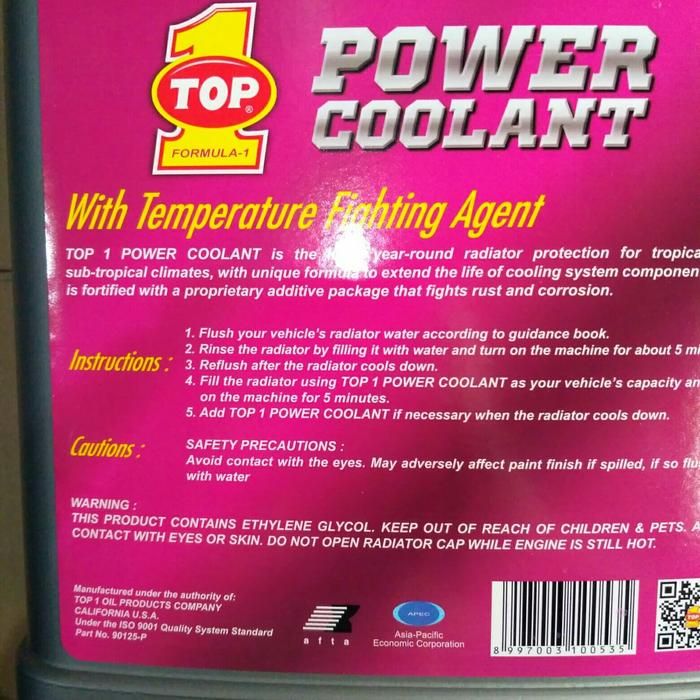 1
TOP®
FORMULA-1
POWER
COOLANT
With Temperature Fighting Agent
TOP 1 POWER COOLANT is the year-round radiator protection for tropica
sub-tropical climates, with unique formula to extend the life of cooling system componen
is fortified with a proprietary additive package that fights rust and corrosion.
Instructions :
1. Flush your vehicle's radiator water according to guidance book.
2. Rinse the radiator by filling it with water and turn on the machine for about 5 mi
3. Reflush after the radiator cools down.
4. Fill the radiator using TOP 1 POWER COOLANT as your vehicle's capacity an
on the machine for 5 minutes.
5. Add TOP 1 POWER COOLANT if necessary when the radiator cools down.
Cautions :
SAFETY PRECAUTIONS :
Avoid contact with the eyes. May adversely affect paint finish if spilled, if so flu
with water
WARNING :
THIS PRODUCT CONTAINS ETHYLENE GLYCOL. KEEP OUT OF REACH OF CHILDREN & PETS. A
CONTACT WITH EYES OR SKIN. DO NOT OPEN RADIATOR CAP WHILE ENGINE IS STILL HOT.
Manufactured under the authority of:
TOP 1 OIL PRODUCTS COMPANY
CALIFORNIA U.S.A.
Under the ISO 9001 Quality System Standard
Part No. 90125-P
afta
APEC
Asia-Pacific
Economic Corporation
8 997003 100535
TOP